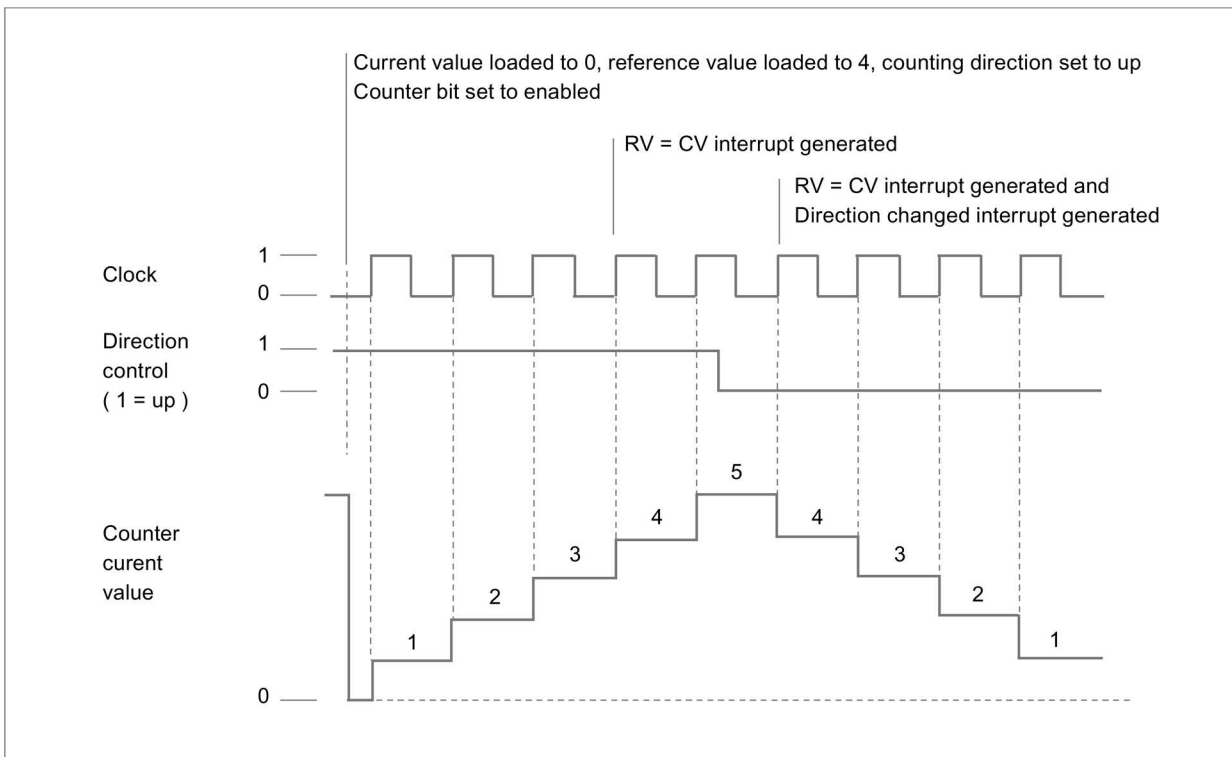 Current value loaded to 0, reference value loaded to 4, counting direction set to up
Counter bit set to enabled
RV = CV interrupt generated
RV = CV interrupt generated and
Direction changed interrupt generated
Clock
1
0
Direction
control
( 1 = up )
1
0
Counter
curent
value
0
1
2
3
4
5
4
3
2
1